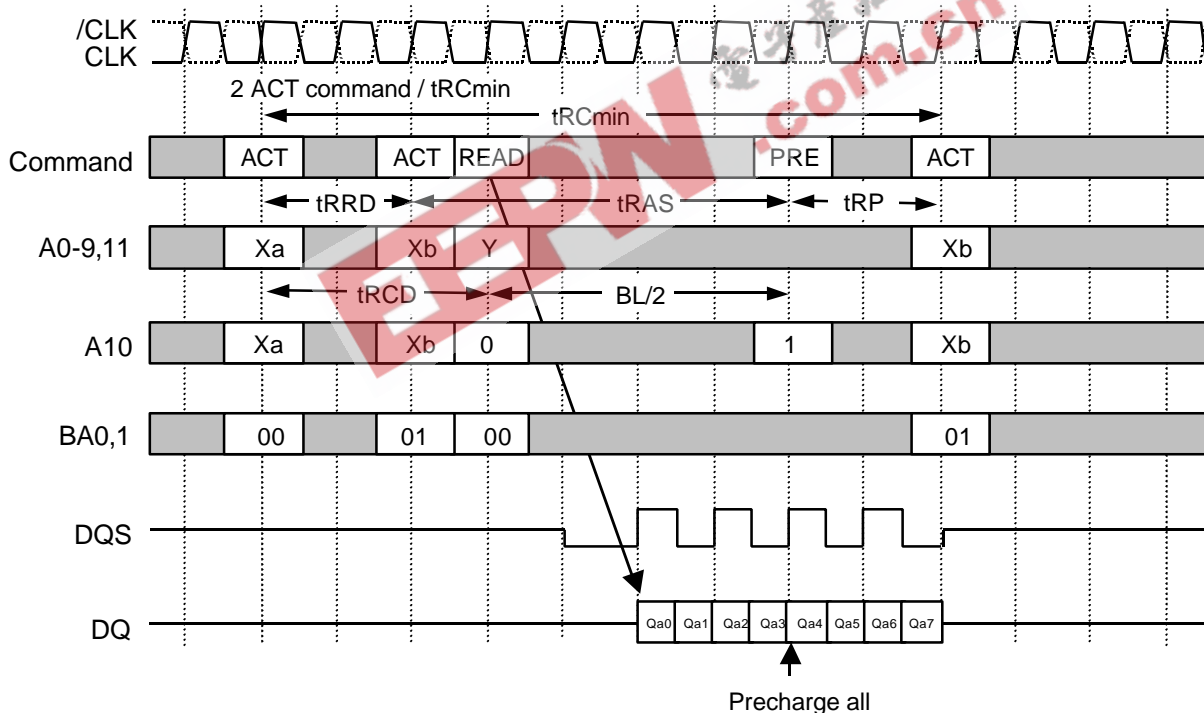 /CLK
CLK
2 ACT command / tRCmin
tRCmin
Command ACT ACT READ PRE ACT
tRRD tRAS tRP
A0-9,11 Xa Xb Y Xb
tRCD BL/2
A10 Xa Xb 0 1 Xb
BA0,1 00 01 00 01
DQS
DQ Qa0 Qa1 Qa2 Qa3 Qa4 Qa5 Qa6 Qa7
Precharge all
EEPW
.com.cn